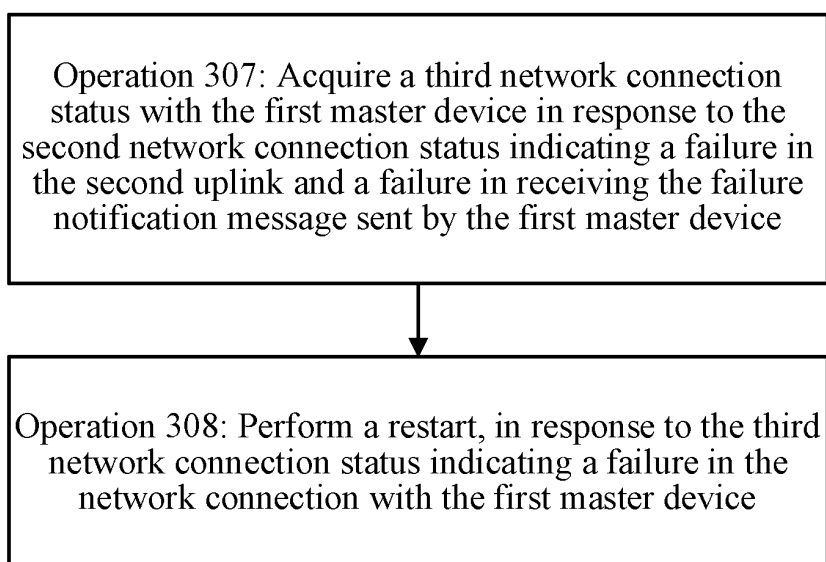 Operation 307: Acquire a third network connection
status with the first master device in response to the
second network connection status indicating a failure in
the second uplink and a failure in receiving the failure
notification message sent by the first master device
Operation 308: Perform a restart, in response to the third
network connection status indicating a failure in the
network connection with the first master device